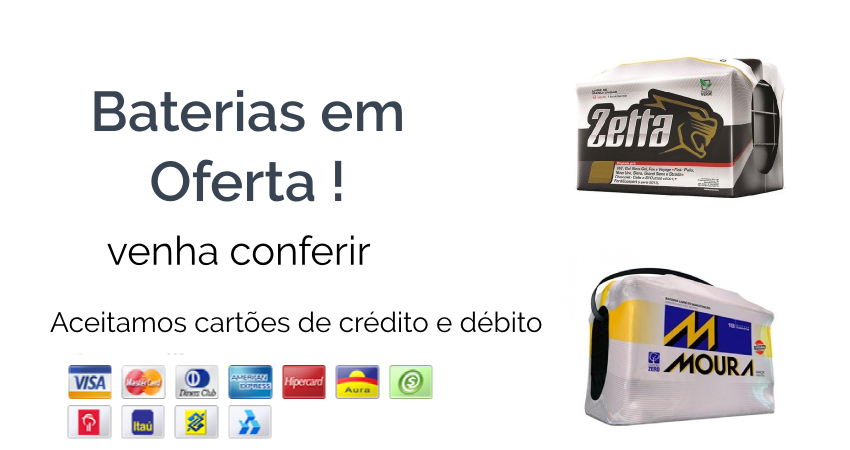 Baterias em
Oferta !
venha conferir
Aceitamos cartões de crédito e débito
VISA
MasterCard
Diners Club
AMERICAN
EXPRESS
Hipercard
Aura
Itaú
Zetta
MOURA
ZERO